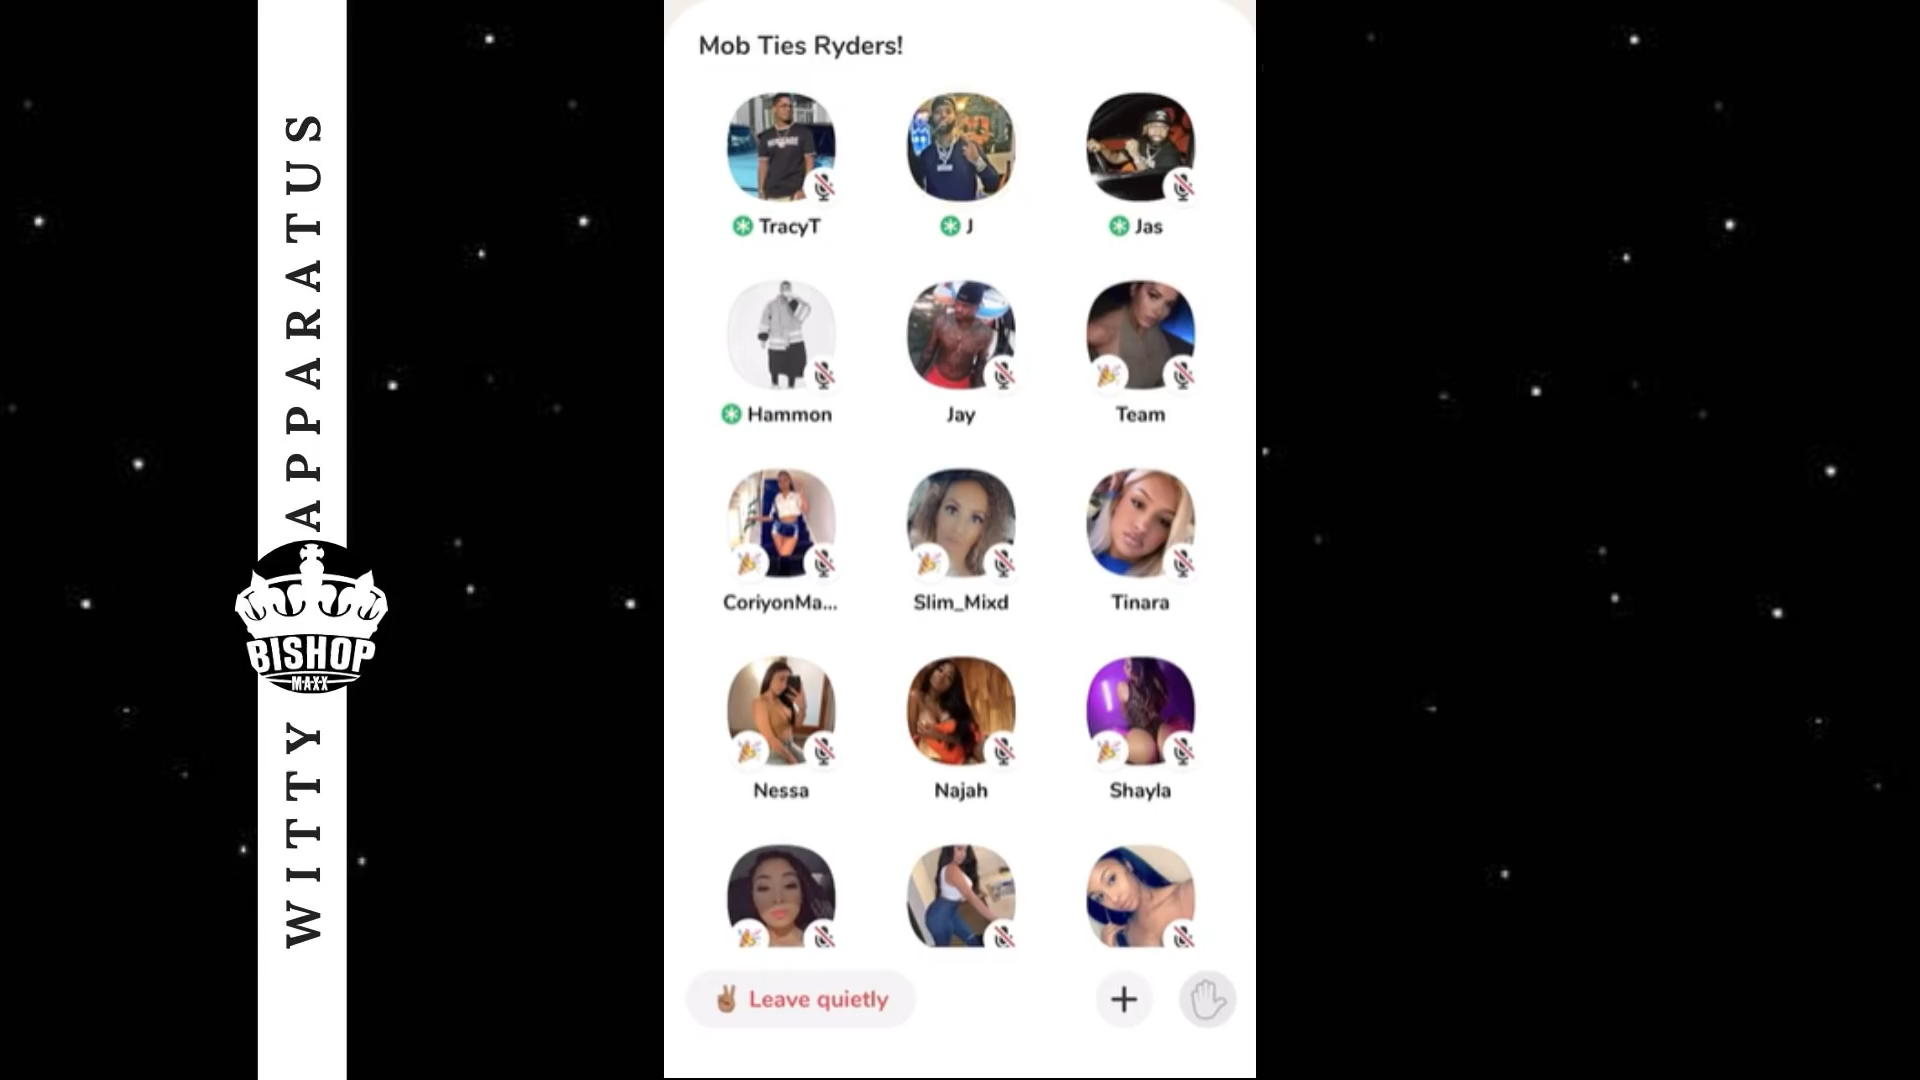 WITTY APPARATUS
BISHOP
MAXX
Mob Ties Ryders!
TracyT
J
Jas
Hammon
Jay
Team
CoriyonMa...
Slim_Mixd
Tinara
Nessa
Najah
Shayla
Leave quietly